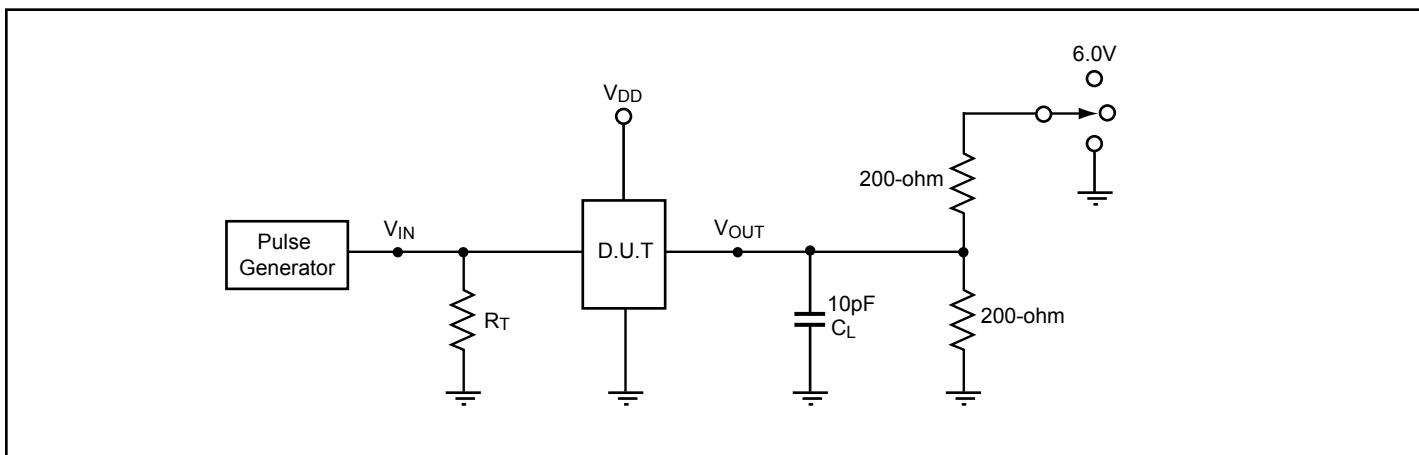 6.0V
VDD
200-ohm
VIN
VOUT
Pulse
Generator
D.U.T
10pF
CL
200-ohm
RT